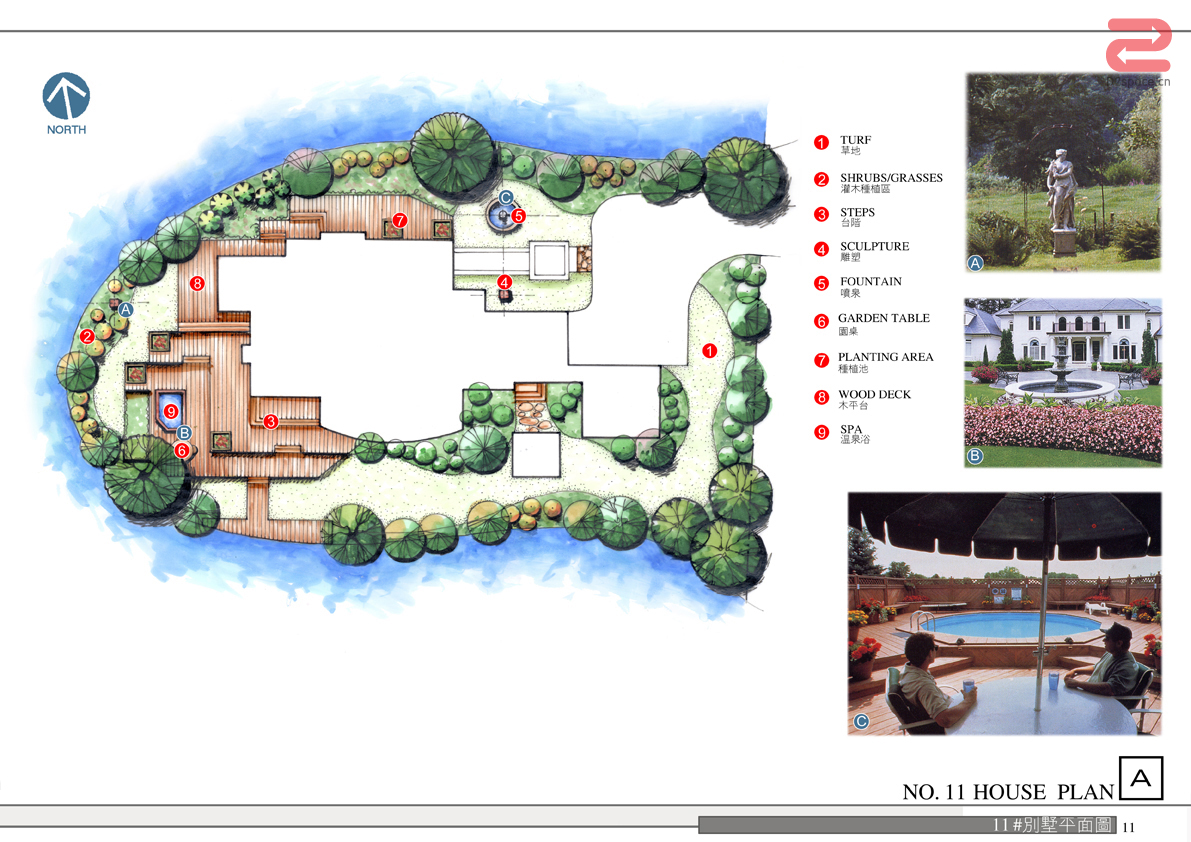 NORTH
1 TURF
草地
2 SHRUBS/GRASSES
灌木種植區
3 STEPS
台階
4 SCULPTURE
雕塑
5 FOUNTAIN
噴泉
6 GARDEN TABLE
園桌
7 PLANTING AREA
種植池
8 WOOD DECK
木平台
9 SPA
溫泉浴
C
5
7
8
4
A
2
1
9
3
B
6
A
B
C
NO. 11 HOUSE PLAN A
11#別墅平面圖 11